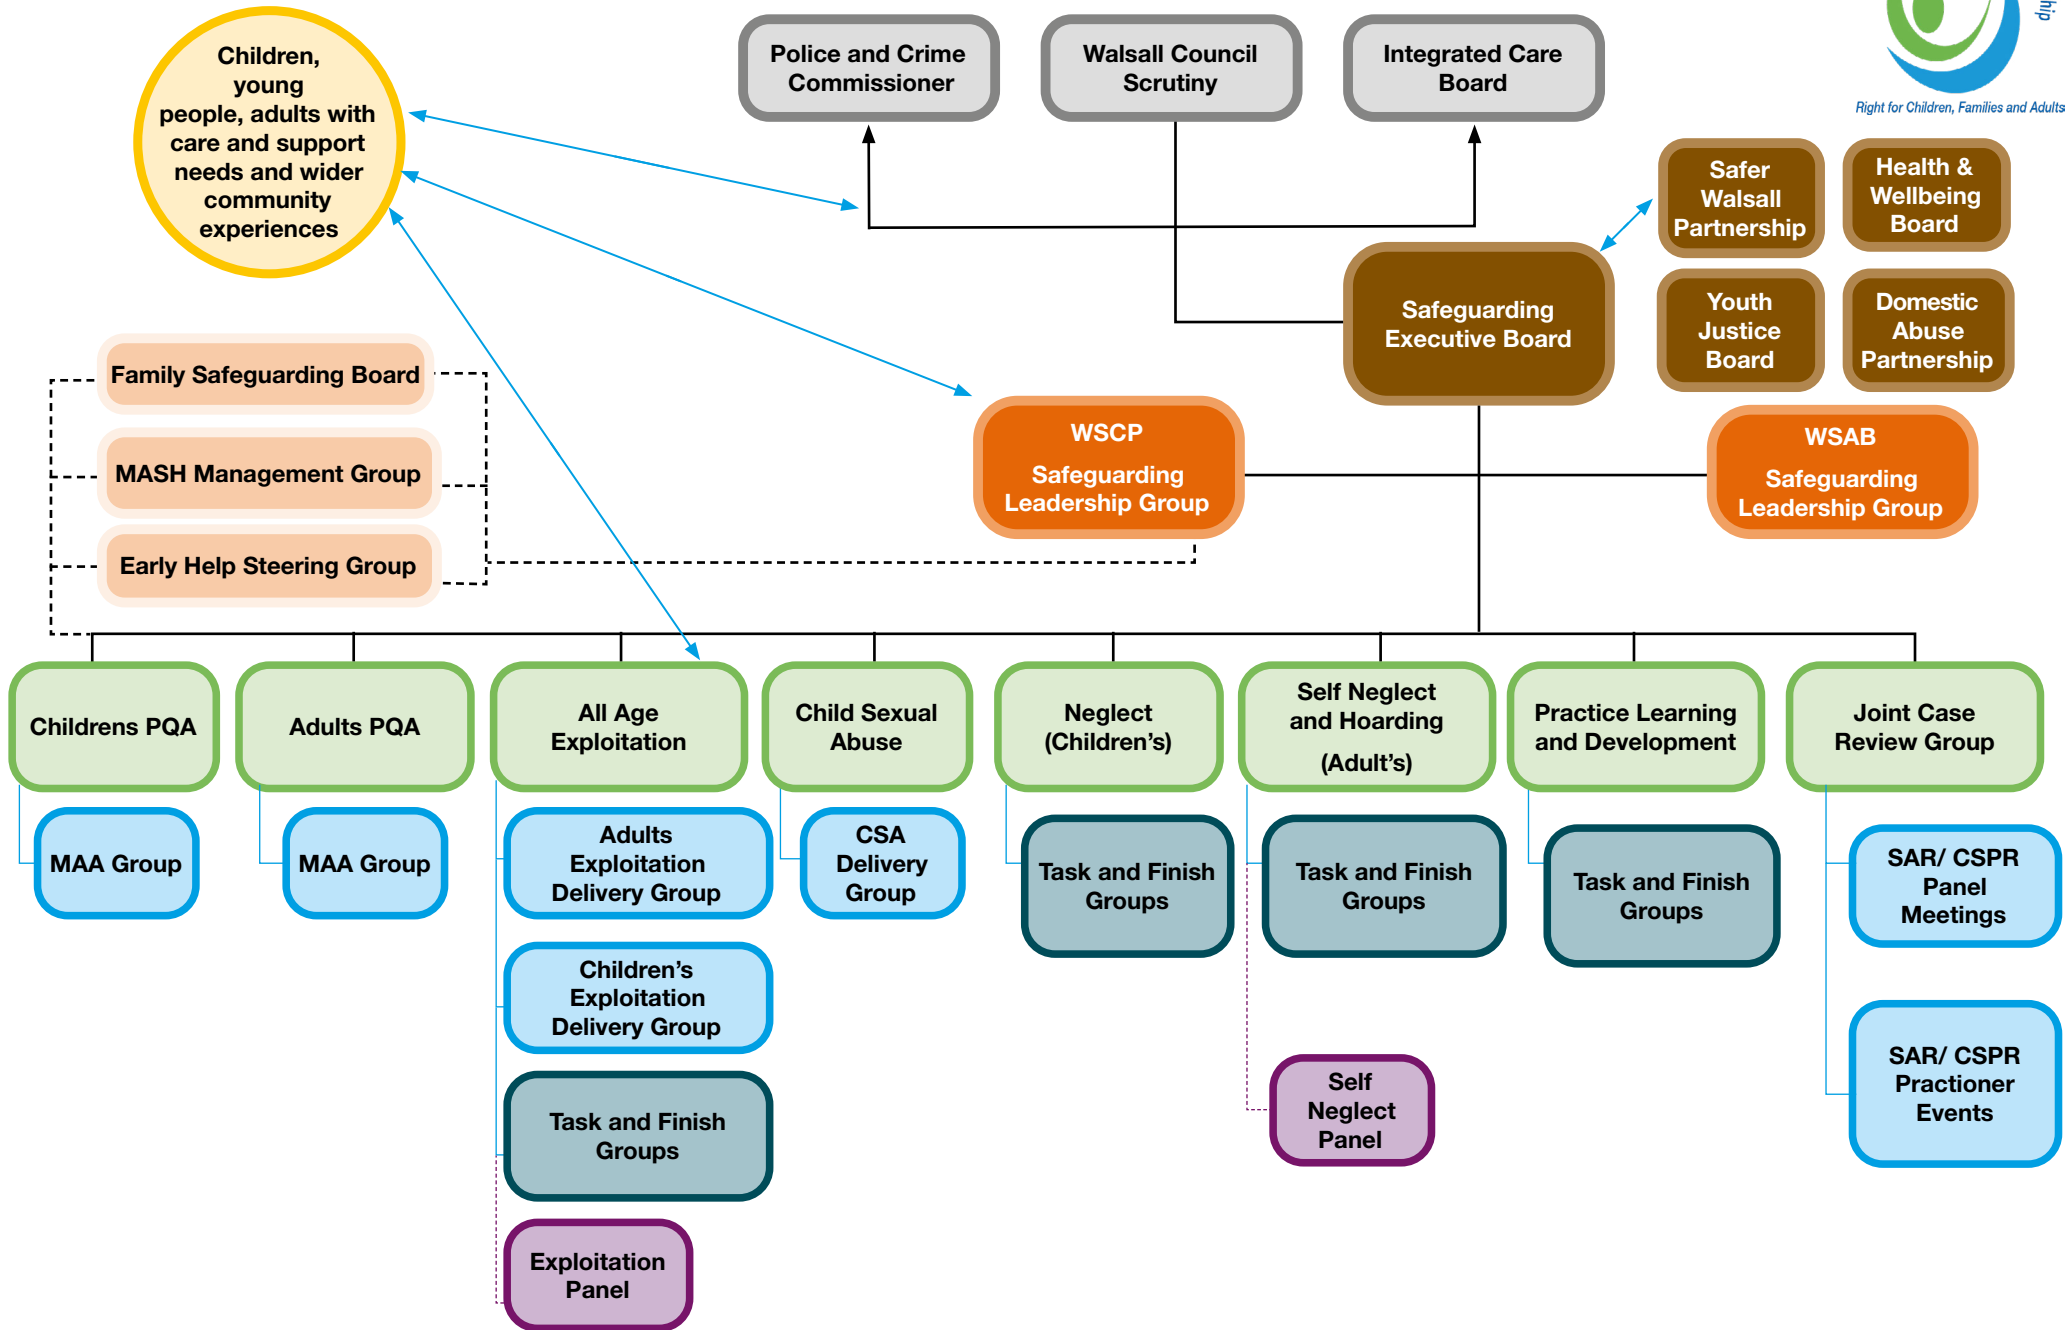 Children,
young
people, adults with
care and support
needs and wider
community
experiences
Police and Crime
Commissioner
Walsall Council
Scrutiny
Integrated Care
Board
hip
Right for Children, Families and Adults
Safer
Walsall
Partnership
Health &
Wellbeing
Board
Youth
Justice
Board
Domestic
Abuse
Partnership
Safeguarding
Executive Board
Family Safeguarding Board
MASH Management Group
Early Help Steering Group
WSCP
Safeguarding
Leadership Group
WSAB
Safeguarding
Leadership Group
Childrens PQA
Adults PQA
All Age
Exploitation
Child Sexual
Abuse
Neglect
(Children's)
Self Neglect
and Hoarding
(Adult's)
Practice Learning
and Development
Joint Case
Review Group
MAA Group
MAA Group
Adults
Exploitation
Delivery Group
CSA
Delivery
Group
Task and Finish
Groups
Task and Finish
Groups
Task and Finish
Groups
SAR/ CSPR
Panel
Meetings
Children's
Exploitation
Delivery Group
Task and Finish
Groups
Self
Neglect
Panel
SAR/ CSPR
Practioner
Events
Exploitation
Panel